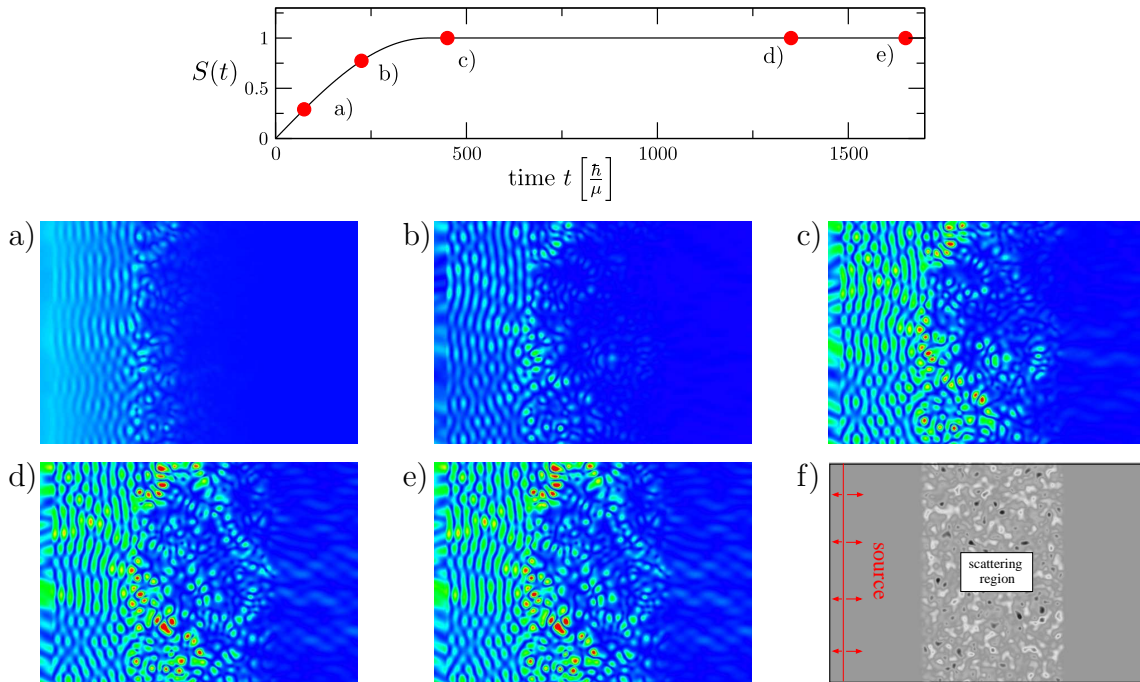 S(t)
1
0.5
0
a)
b)
c)
d)
e)
0
500
1000
1500
time t [ħ/μ]
a)
b)
c)
d)
e)
f)
source
scattering
region